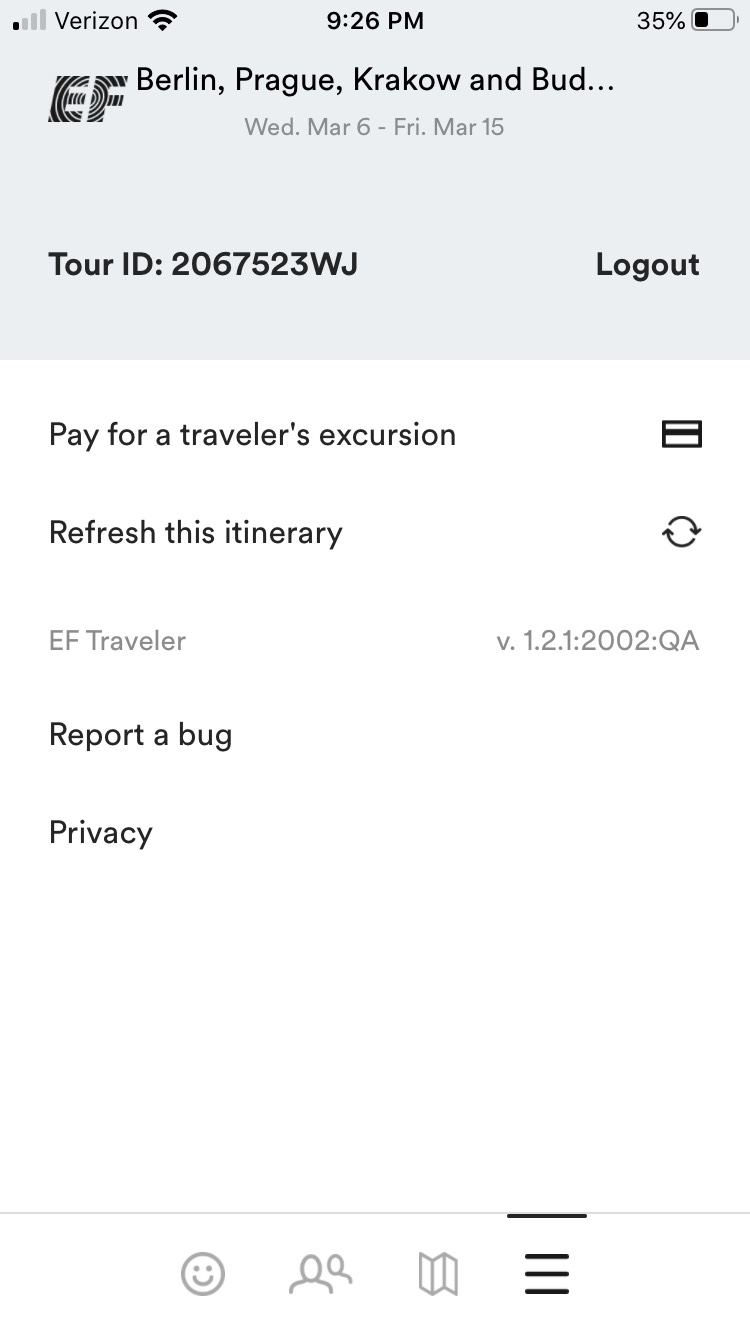 Verizon 9:26 PM 35%
EF Berlin, Prague, Krakow and Bud...
Wed. Mar 6 - Fri. Mar 15
Tour ID: 2067523WJ Logout
Pay for a traveler's excursion
Refresh this itinerary
EF Traveler v. 1.2.1:2002:QA
Report a bug
Privacy